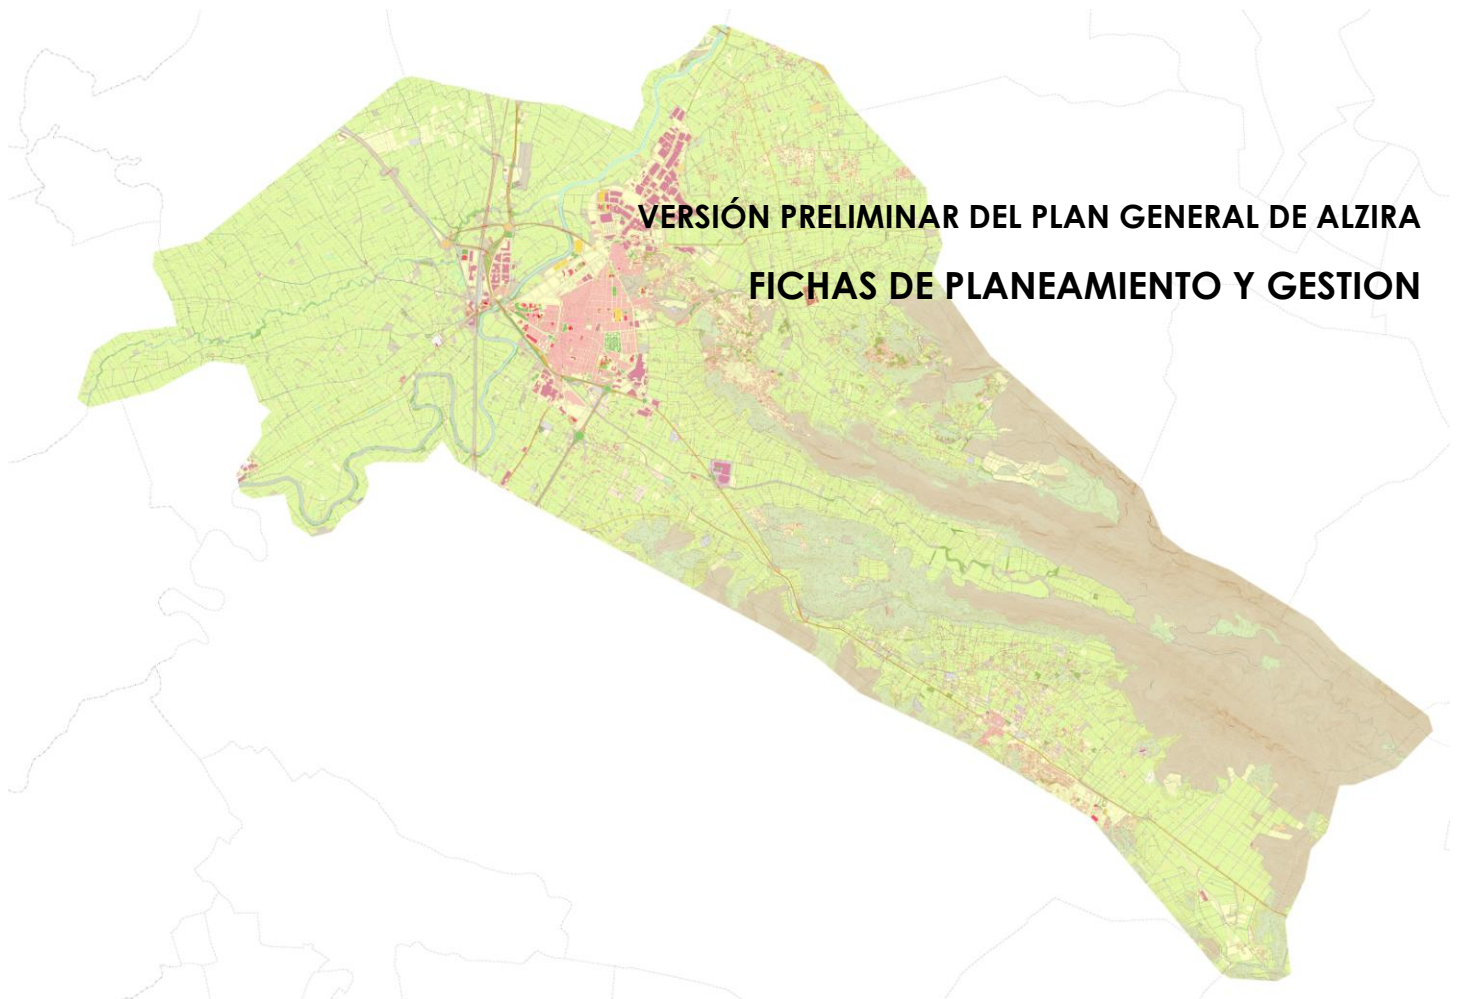 VERSIÓN PRELIMINAR DEL PLAN GENERAL DE ALZIRA
FICHAS DE PLANEAMIENTO Y GESTION